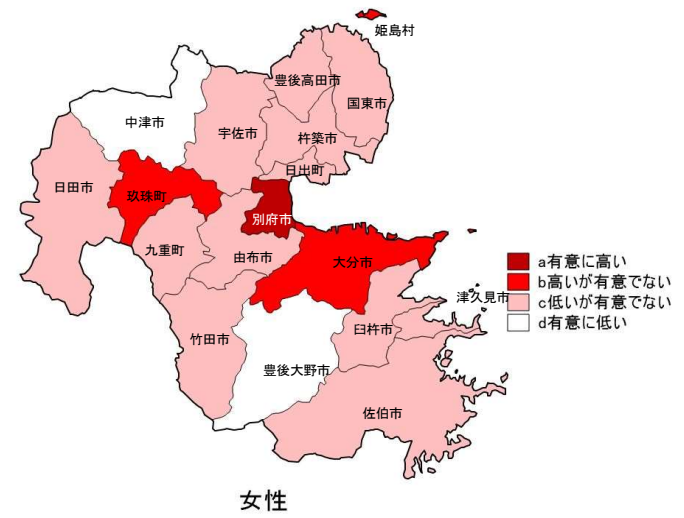 姫島村
豊後高田市
国東市
中津市
宇佐市
杵築市
日出町
日田市
玖珠町
別府市
九重町
由布市
大分市
a有意に高い
b高いが有意でない
c低いが有意でない
d有意に低い
津久見市
臼杵市
竹田市
豊後大野市
佐伯市
女性